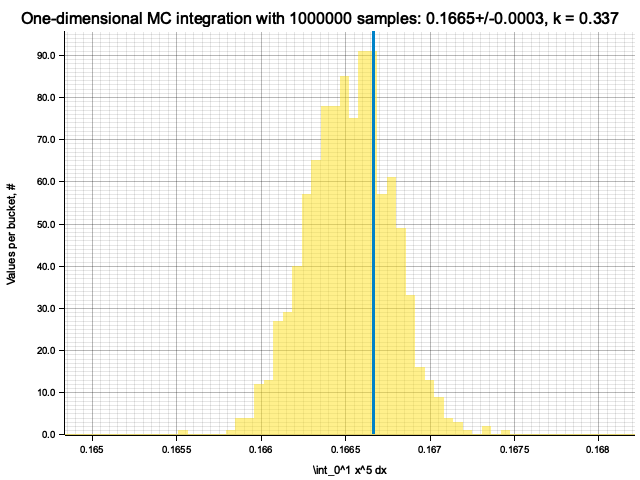 One-dimensional MC integration with 1000000 samples: 0.1665+/-0.0003, k = 0.337
90.0
80.0
70.0
60.0
50.0
40.0
30.0
20.0
10.0
0.0
Values per bucket, #
0.165 0.1655 0.166 0.1665 0.167 0.1675 0.168
\int_0^1 x^5 dx